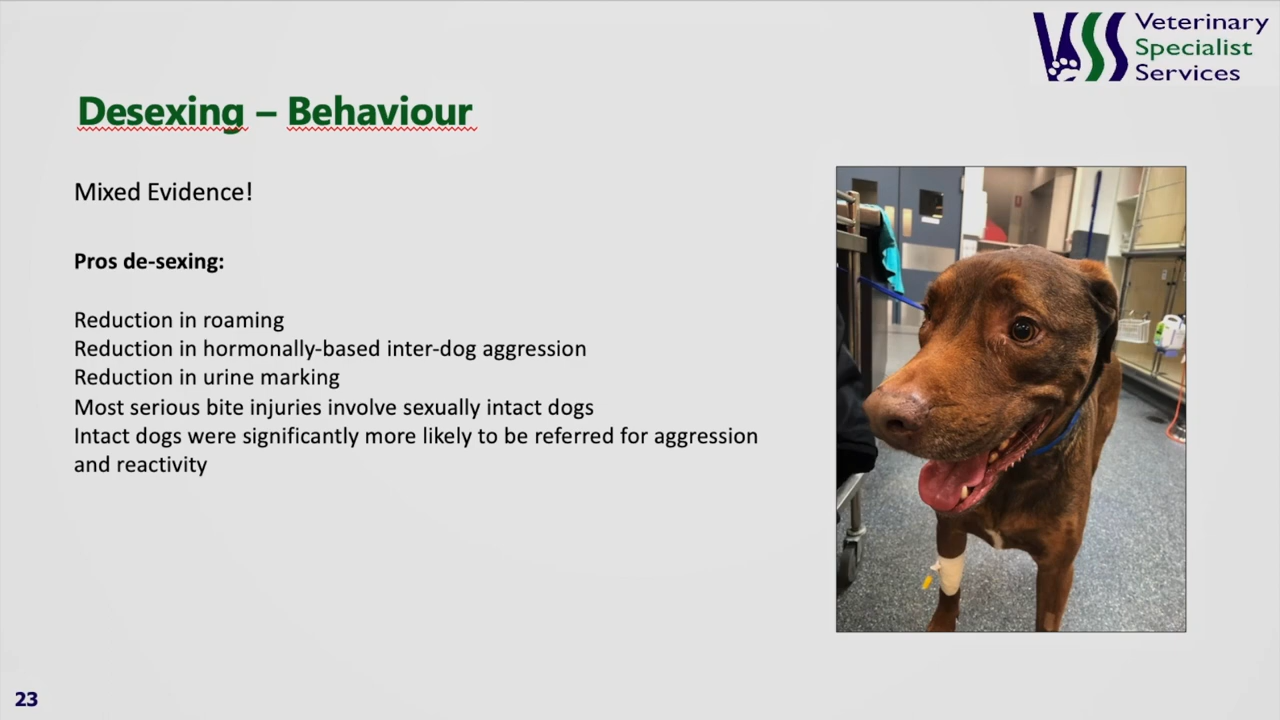 Veterinary
Specialist
Services
Desexing – Behaviour
Mixed Evidence!
Pros de-sexing:
Reduction in roaming
Reduction in hormonally-based inter-dog aggression
Reduction in urine marking
Most serious bite injuries involve sexually intact dogs
Intact dogs were significantly more likely to be referred for aggression
and reactivity
23